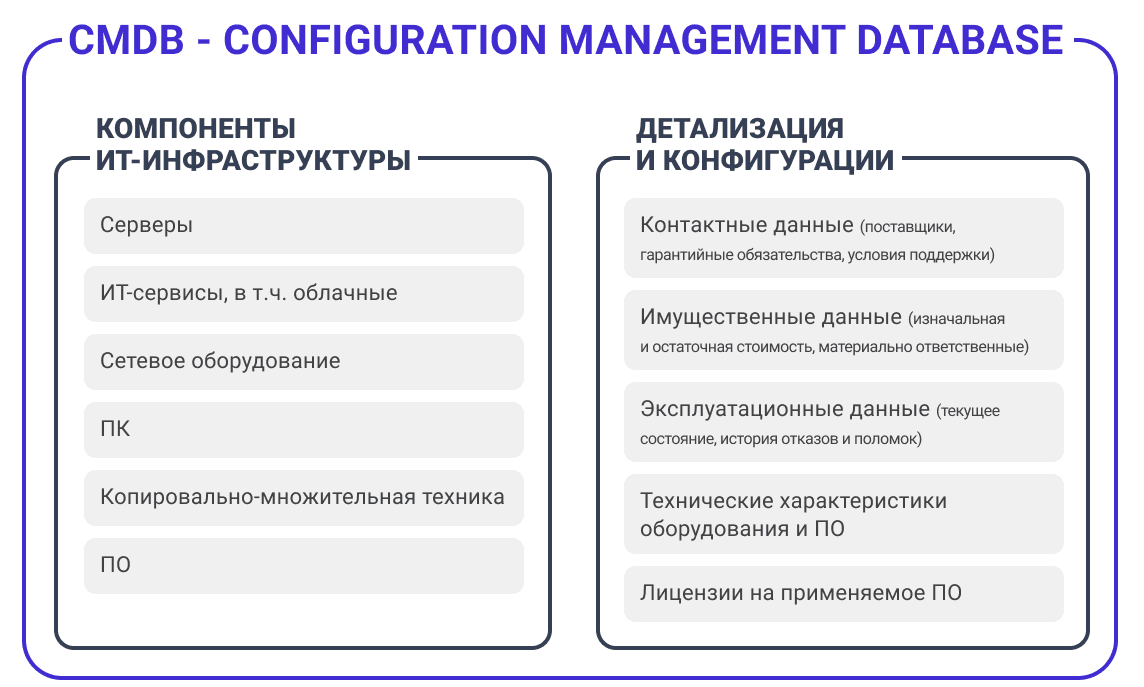 CMDB - CONFIGURATION MANAGEMENT DATABASE
КОМПОНЕНТЫ
ИТ-ИНФРАСТРУКТУРЫ
Серверы
ИТ-сервисы, в т.ч. облачные
Сетевое оборудование
ПК
Копировально-множительная техника
ПО
ДЕТАЛИЗАЦИЯ
И КОНФИГУРАЦИИ
Контактные данные (поставщики,
гарантийные обязательства, условия поддержки)
Имущественные данные (изначальная
и остаточная стоимость, материально ответственные)
Эксплуатационные данные (текущее
состояние, история отказов и поломок)
Технические характеристики
оборудования и ПО
Лицензии на применяемое ПО